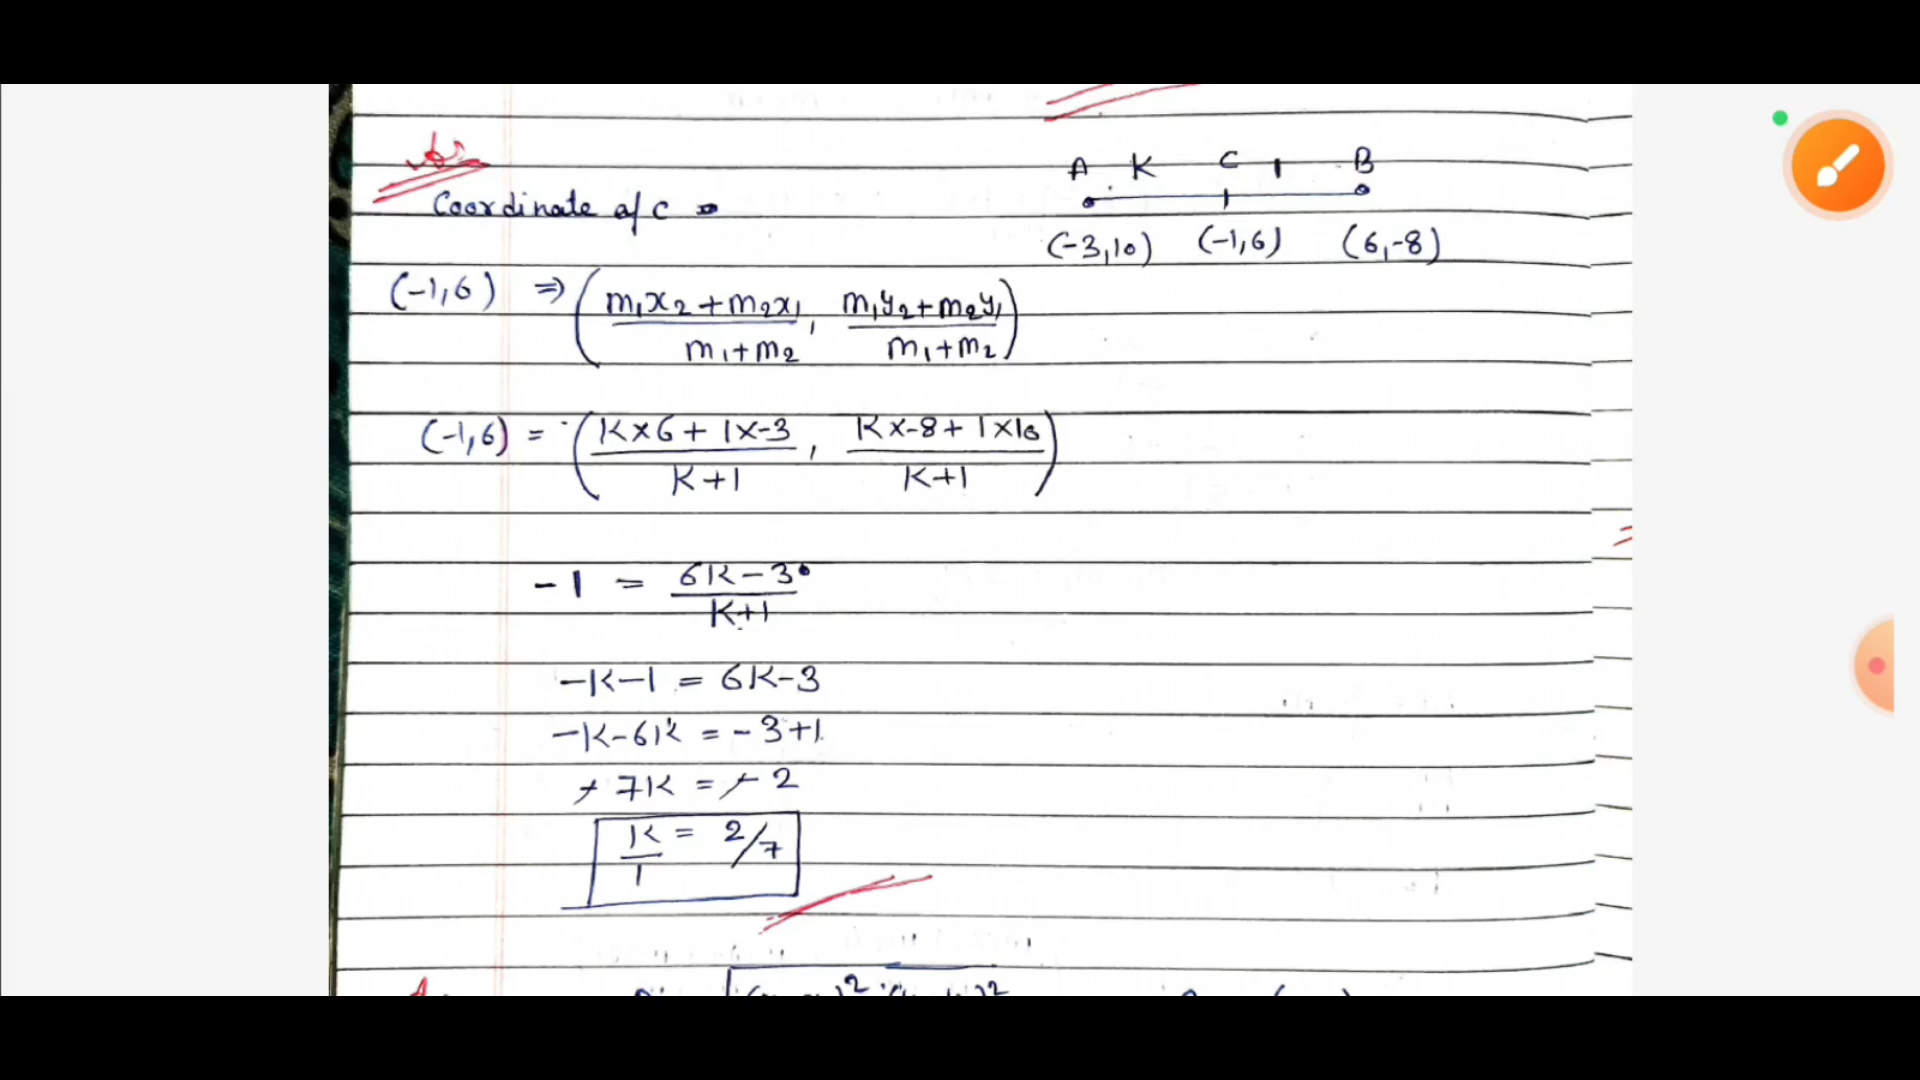 A K C 1 B
Coordinate of C
(-3,10) (-1,6) (6,-8)
(-1,6) ⇒ (m₁x₂+m₂x₁/m₁+m₂, m₁y₂+m₂y₁/m₁+m₂)
(-1,6) = (K×6+1×-3/K+1, K×-8+1×10/K+1)
-1 = 6K-3/K+1
-K-1 = 6K-3
-K-6K = -3+1
-7K = -2
K/1 = 2/7